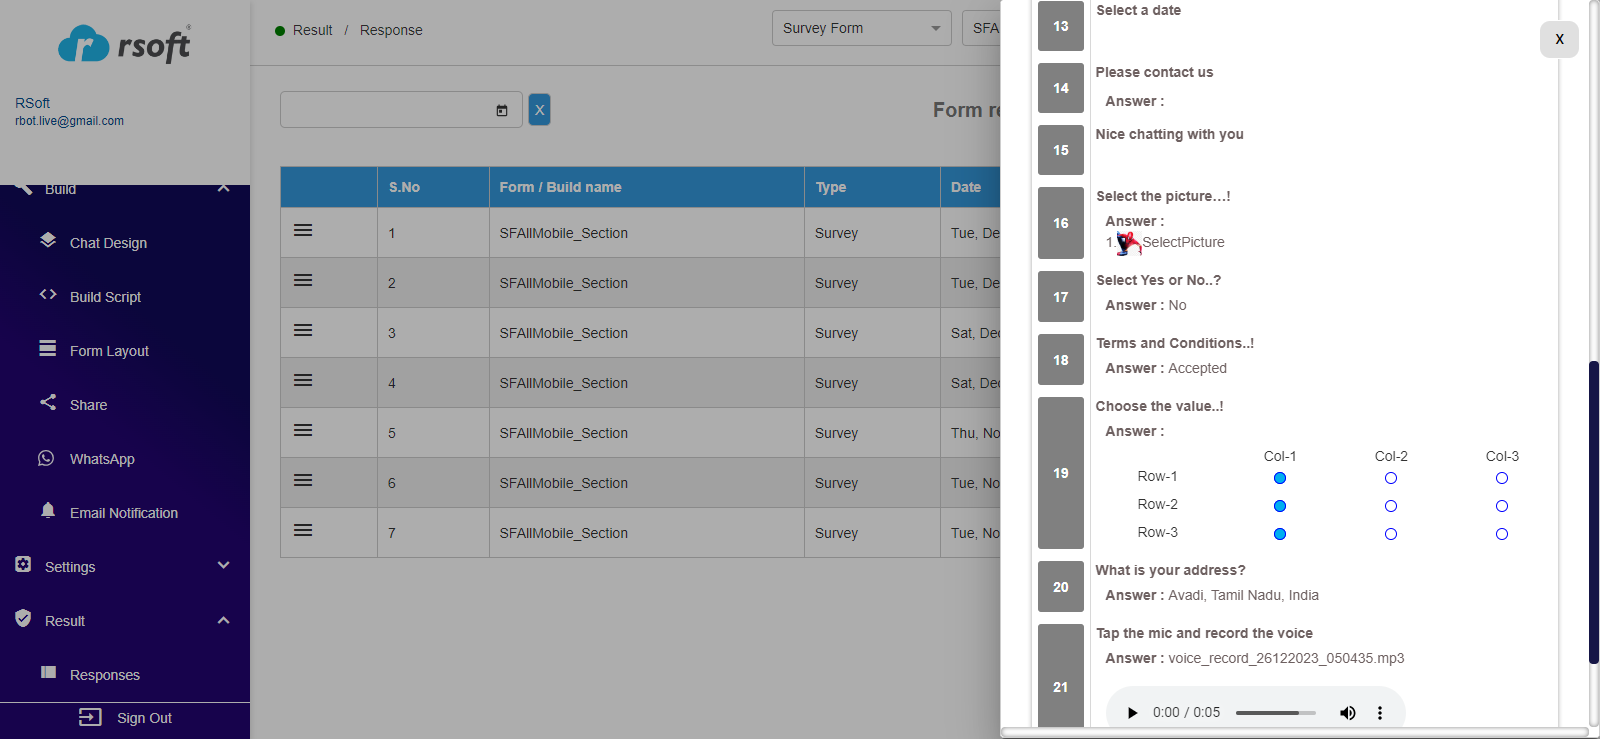 rsoft
RSoft
rbot.live@gmail.com
Build
Chat Design
Build Script
Form Layout
Share
WhatsApp
Email Notification
Settings
Result
Responses
Sign Out
Result / Response
Survey Form
SFA
X
Form re
S.No Form / Build name Type Date
1 SFAllMobile_Section Survey Tue, De
2 SFAllMobile_Section Survey Tue, De
3 SFAllMobile_Section Survey Sat, Dec
4 SFAllMobile_Section Survey Sat, Dec
5 SFAllMobile_Section Survey Thu, No
6 SFAllMobile_Section Survey Tue, No
7 SFAllMobile_Section Survey Tue, No
X
13 Select a date
14 Please contact us
Answer :
15 Nice chatting with you
16 Select the picture...!
Answer :
1. SelectPicture
17 Select Yes or No..?
Answer : No
18 Terms and Conditions..!
Answer : Accepted
19 Choose the value..!
Answer :
Col-1 Col-2 Col-3
Row-1
Row-2
Row-3
20 What is your address?
Answer : Avadi, Tamil Nadu, India
21 Tap the mic and record the voice
Answer : voice_record_26122023_050435.mp3
0:00 / 0:05